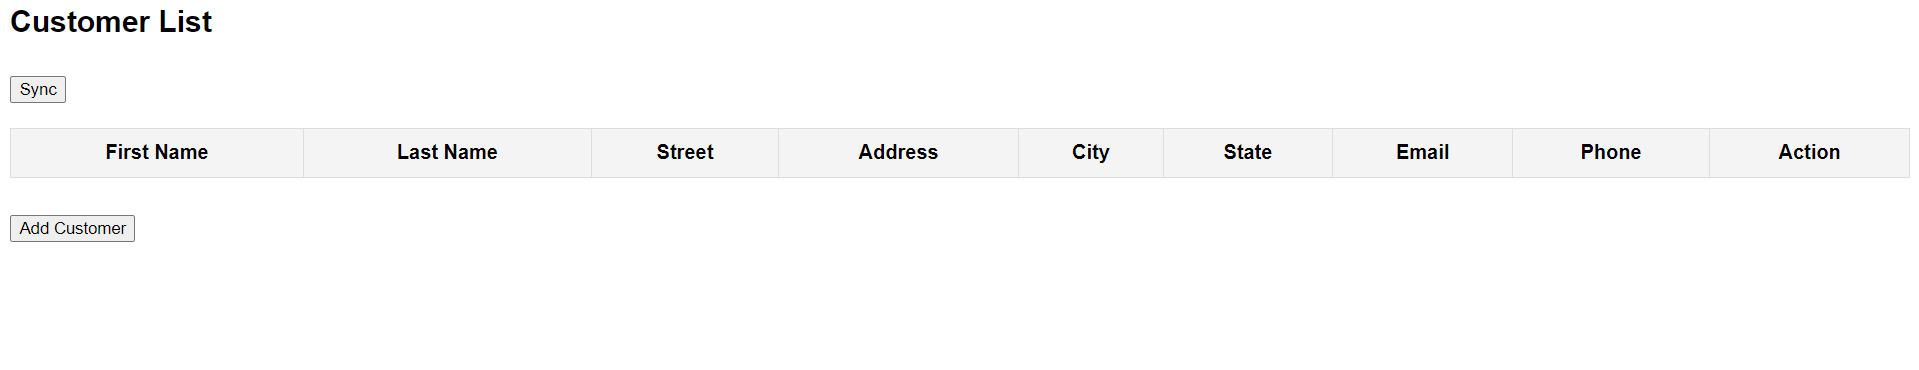 Customer List
Sync
First Name Last Name Street Address City State Email Phone Action
Add Customer